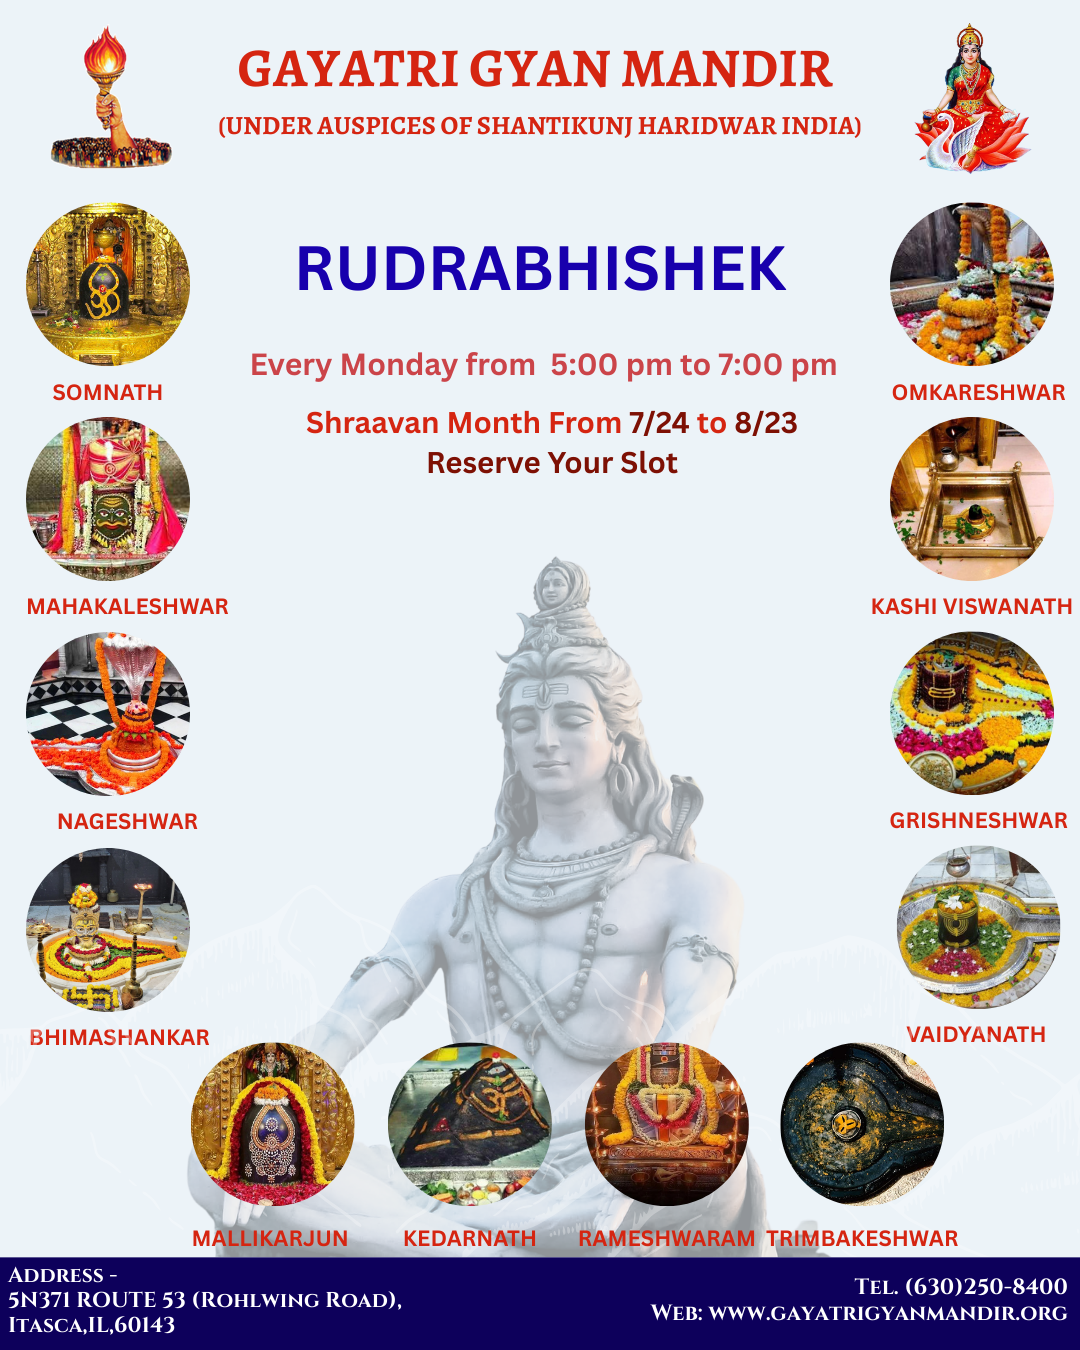 GAYATRI GYAN MANDIR
(UNDER AUSPICES OF SHANTIKUNJ HARIDWAR INDIA)
RUDRABHISHEK
Every Monday from 5:00 pm to 7:00 pm
Shraavan Month From 7/24 to 8/23
Reserve Your Slot
SOMNATH
OMKARESHWAR
MAHAKALESHWAR
KASHI VISWANATH
NAGESHWAR
GRISHNESHWAR
BHIMASHANKAR
VAIDYANATH
MALLIKARJUN
KEDARNATH
RAMESHWARAM
TRIMBAKESHWAR
Address -
5N371 ROUTE 53 (Rohlwing Road),
Itasca,IL,60143
Tel. (630)250-8400
Web: www.gayatrigyanmandir.org